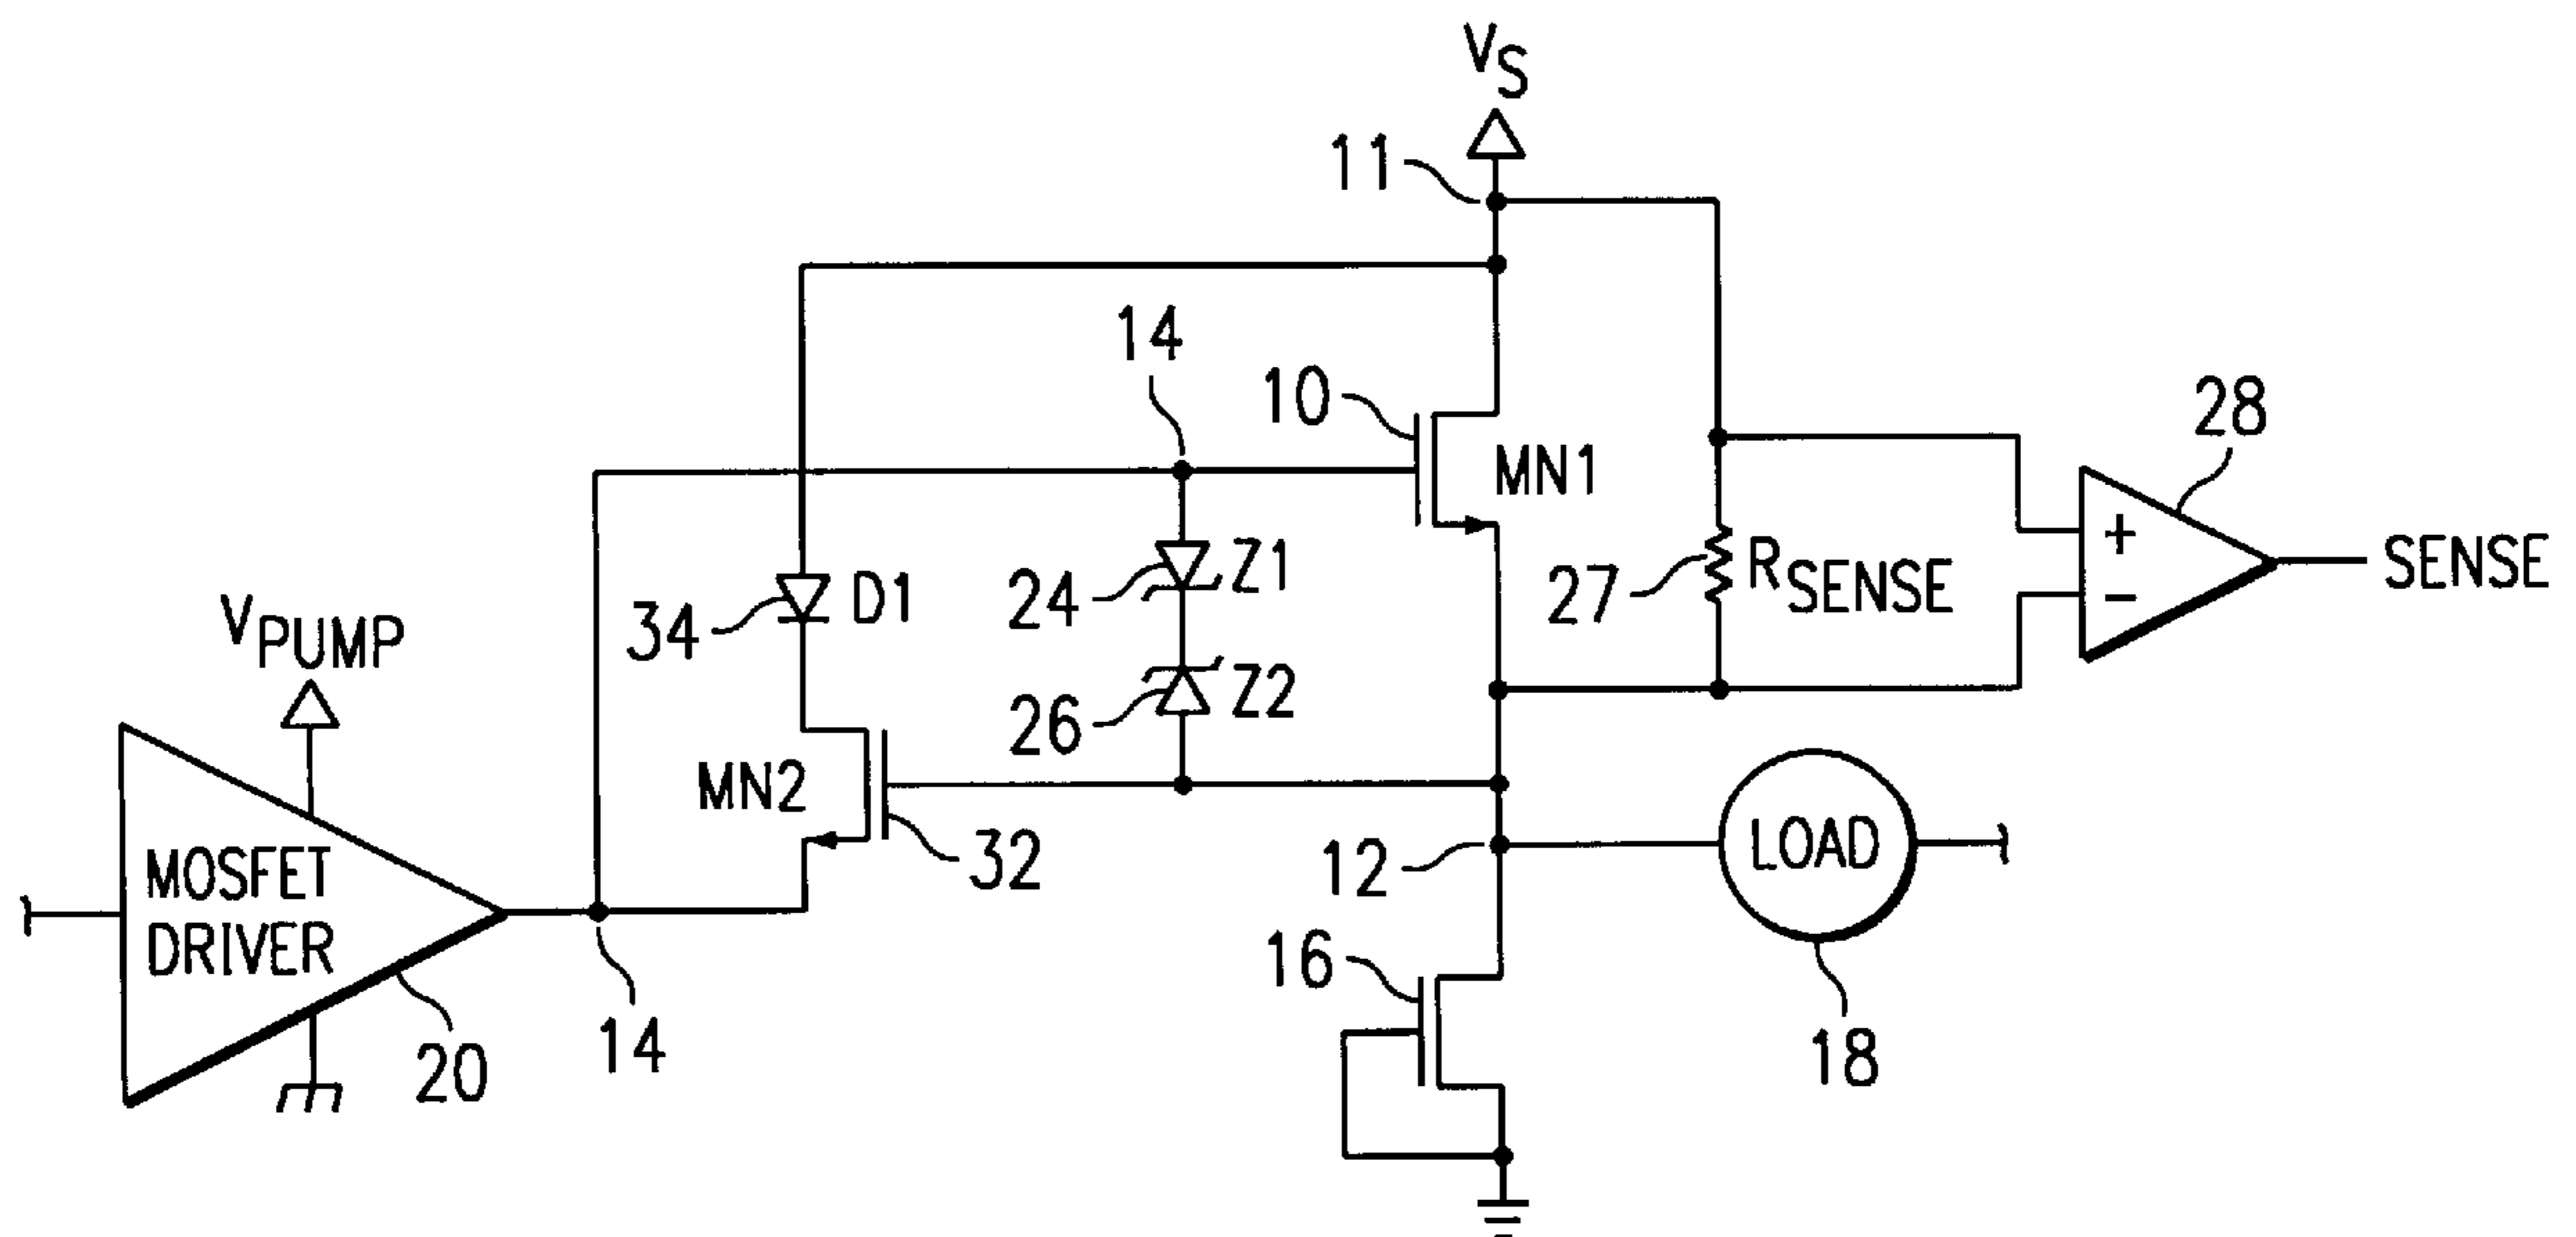 VS
11
14
10
28
MN1
+
SENSE
24
Z1
27
RSENSE
−
34
D1
VPUMP
26
Z2
MN2
MOSFET
DRIVER
32
12
LOAD
16
20
14
18